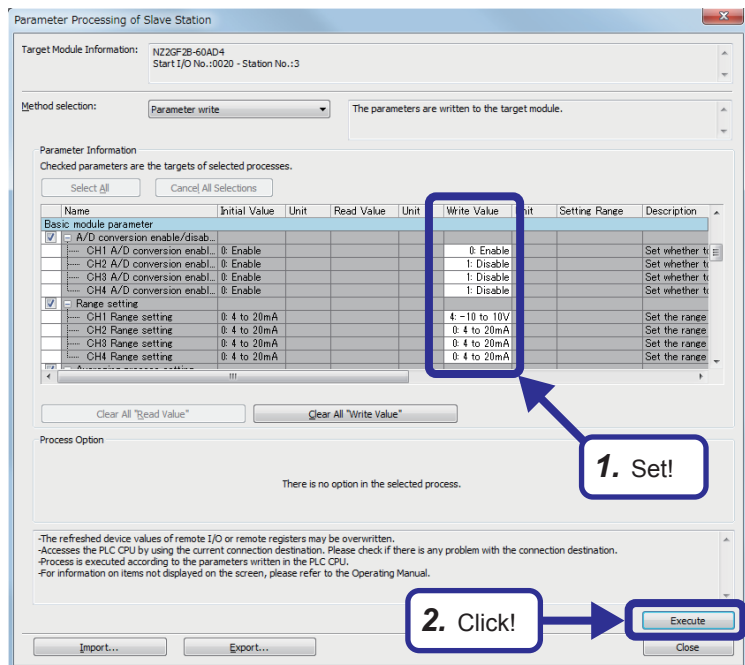 Parameter Processing of Slave Station
Target Module Information: NZ2GF2B-60AD4
Start I/O No.:0020 - Station No.:3
Method selection: Parameter write The parameters are written to the target module.
Parameter Information
Checked parameters are the targets of selected processes.
Select All Cancel All Selections
Name Initial Value Unit Read Value Unit Write Value Unit Setting Range Description
Basic module parameter
A/D conversion enable/disab...
CH1 A/D conversion enabl... 0: Enable 0: Enable Set whether to
CH2 A/D conversion enabl... 0: Enable 1: Disable Set whether to
CH3 A/D conversion enabl... 0: Enable 1: Disable Set whether to
CH4 A/D conversion enabl... 0: Enable 1: Disable Set whether to
Range setting
CH1 Range setting 0: 4 to 20mA 4: -10 to 10V Set the range
CH2 Range setting 0: 4 to 20mA 0: 4 to 20mA Set the range
CH3 Range setting 0: 4 to 20mA 0: 4 to 20mA Set the range
CH4 Range setting 0: 4 to 20mA 0: 4 to 20mA Set the range
Clear All "Read Value" Clear All "Write Value"
1. Set!
Process Option
There is no option in the selected process.
-The refreshed device values of remote I/O or remote registers may be overwritten.
-Accesses the PLC CPU by using the current connection destination. Please check if there is any problem with the connection destination.
-Process is executed according to the parameters written in the PLC CPU.
-For information on items not displayed on the screen, please refer to the Operating Manual.
2. Click!
Execute
Import... Export... Close